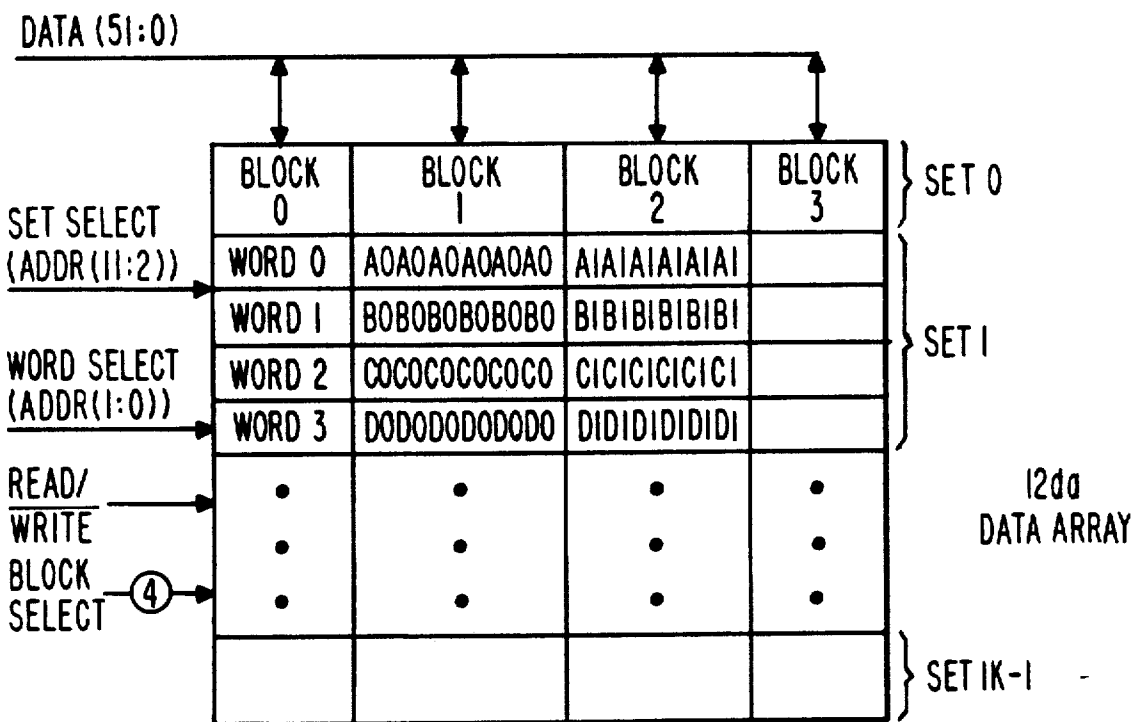 DATA (51:0)
BLOCK 0
BLOCK 1
BLOCK 2
BLOCK 3
SET 0
SET SELECT
(ADDR(11:2))
WORD 0 A0A0A0A0A0A0 A1A1A1A1A1A1
WORD 1 B0B0B0B0B0B0 B1B1B1B1B1B1
SET 1
WORD SELECT
(ADDR(1:0))
WORD 2 C0C0C0C0C0C0 C1C1C1C1C1C1
WORD 3 D0D0D0D0D0D0 D1D1D1D1D1D1
READ/
WRITE
12da
DATA ARRAY
BLOCK
SELECT
4
SET 1K-1